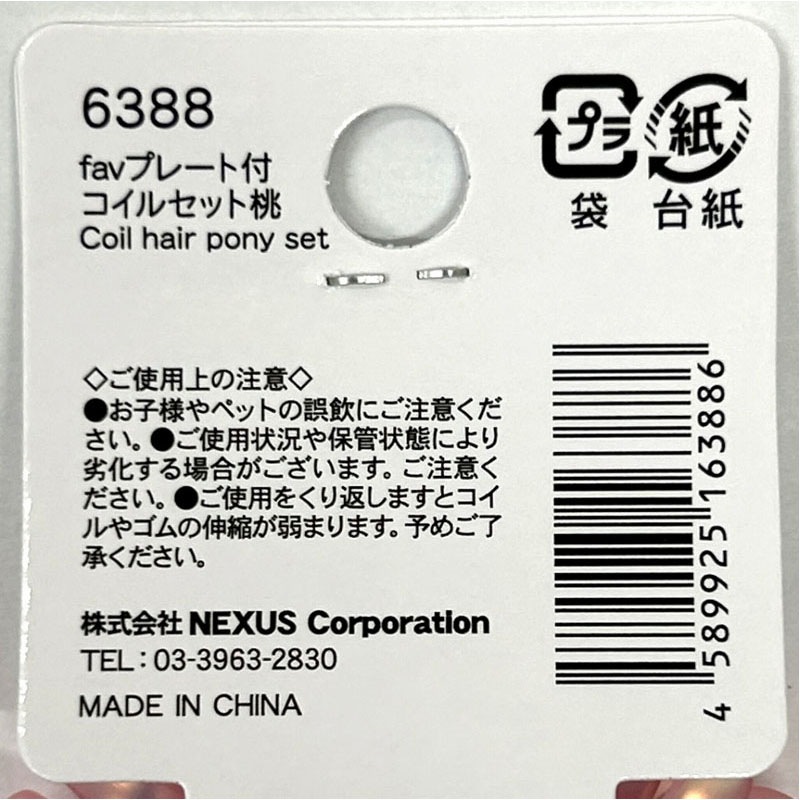 6388
favプレート付
コイルセット桃
Coil hair pony set
プラ
紙
袋 台紙
◇ご使用上の注意◇
●お子様やペットの誤飲にご注意くだ
さい。●ご使用状況や保管状態により
劣化する場合がございます。ご注意く
ださい。●ご使用をくり返しますとコイ
ルやゴムの伸縮が弱まります。予めご了
承ください。
株式会社 NEXUS Corporation
TEL：03-3963-2830
MADE IN CHINA
4 589925 163886